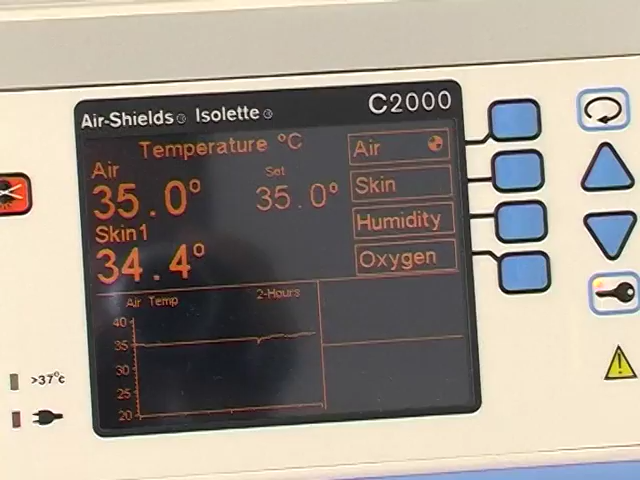 Air-Shields® Isolette® C2000
Temperature °C
Air
Set
35.0° 35.0°
Skin1
34.4°
Air
Skin
Humidity
Oxygen
Air Temp 2-Hours
40
35
30
25
20
>37°c